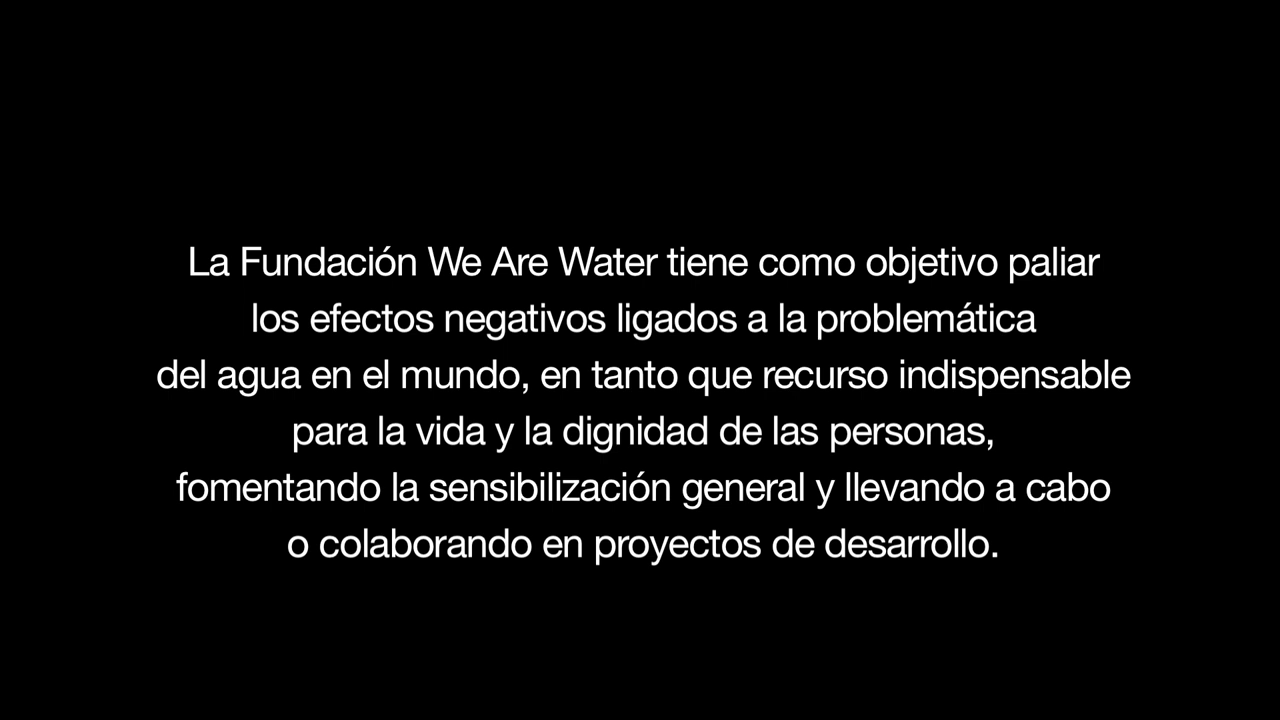 La Fundación We Are Water tiene como objetivo paliar
los efectos negativos ligados a la problemática
del agua en el mundo, en tanto que recurso indispensable
para la vida y la dignidad de las personas,
fomentando la sensibilización general y llevando a cabo
o colaborando en proyectos de desarrollo.